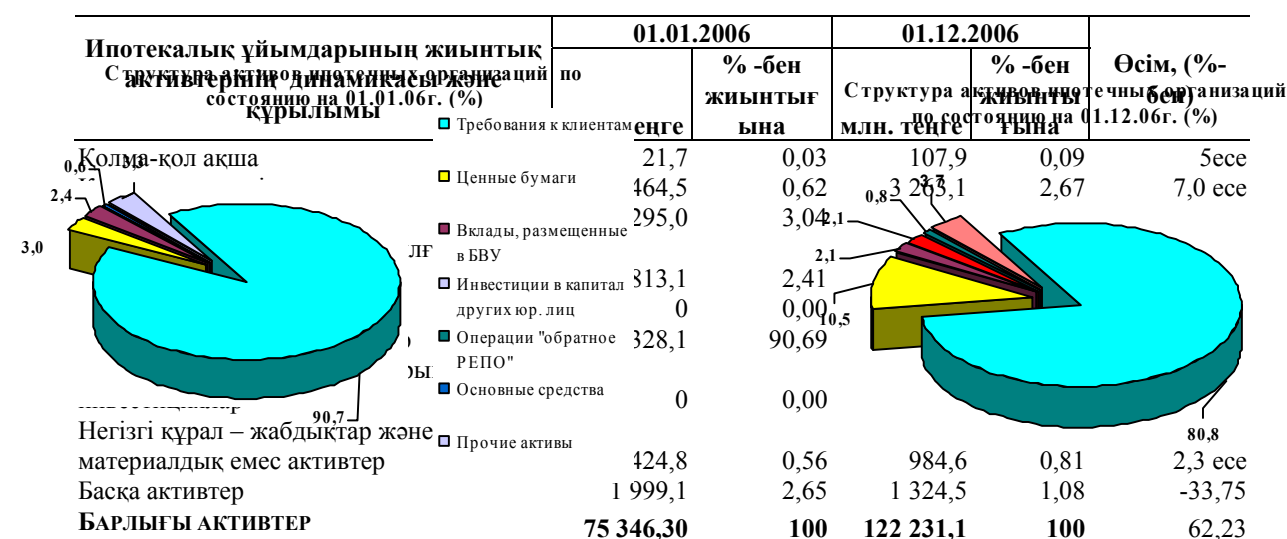 01.01.2006 01.12.2006
Ипотекалық ұйымдарының жиынтық
активтерінің динамикасы және
құрылымы
% -бен
жиынтығ
ына
млн. теңге
% -бен
жиынты
ғына
Өсім, (%-
бен)
Структура активов ипотечных организаций по
состоянию на 01.01.06г. (%)
Структура активов ипотечных организаций
по состоянию на 01.12.06г. (%)
Қолма-қол ақша 21,7 0,03 107,9 0,09 5есе
464,5 0,62 3 263,1 2,67 7,0 есе
295,0 3,04
813,1 2,41
0 0,00
328,1 90,69
0 0,00
Негізгі құрал – жабдықтар және
материалдық емес активтер 424,8 0,56 984,6 0,81 2,3 есе
Басқа активтер 1 999,1 2,65 1 324,5 1,08 -33,75
БАРЛЫҒЫ АКТИВТЕР 75 346,30 100 122 231,1 100 62,23
0,6
2,4
3,0
90,7
Требования к клиентам
Ценные бумаги
Вклады, размещенные
в БВУ
Инвестиции в капитал
других юр. лиц
Операции "обратное
РЕПО"
Основные средства
Прочие активы
3,7
0,8
2,1
2,1
10,5
80,8